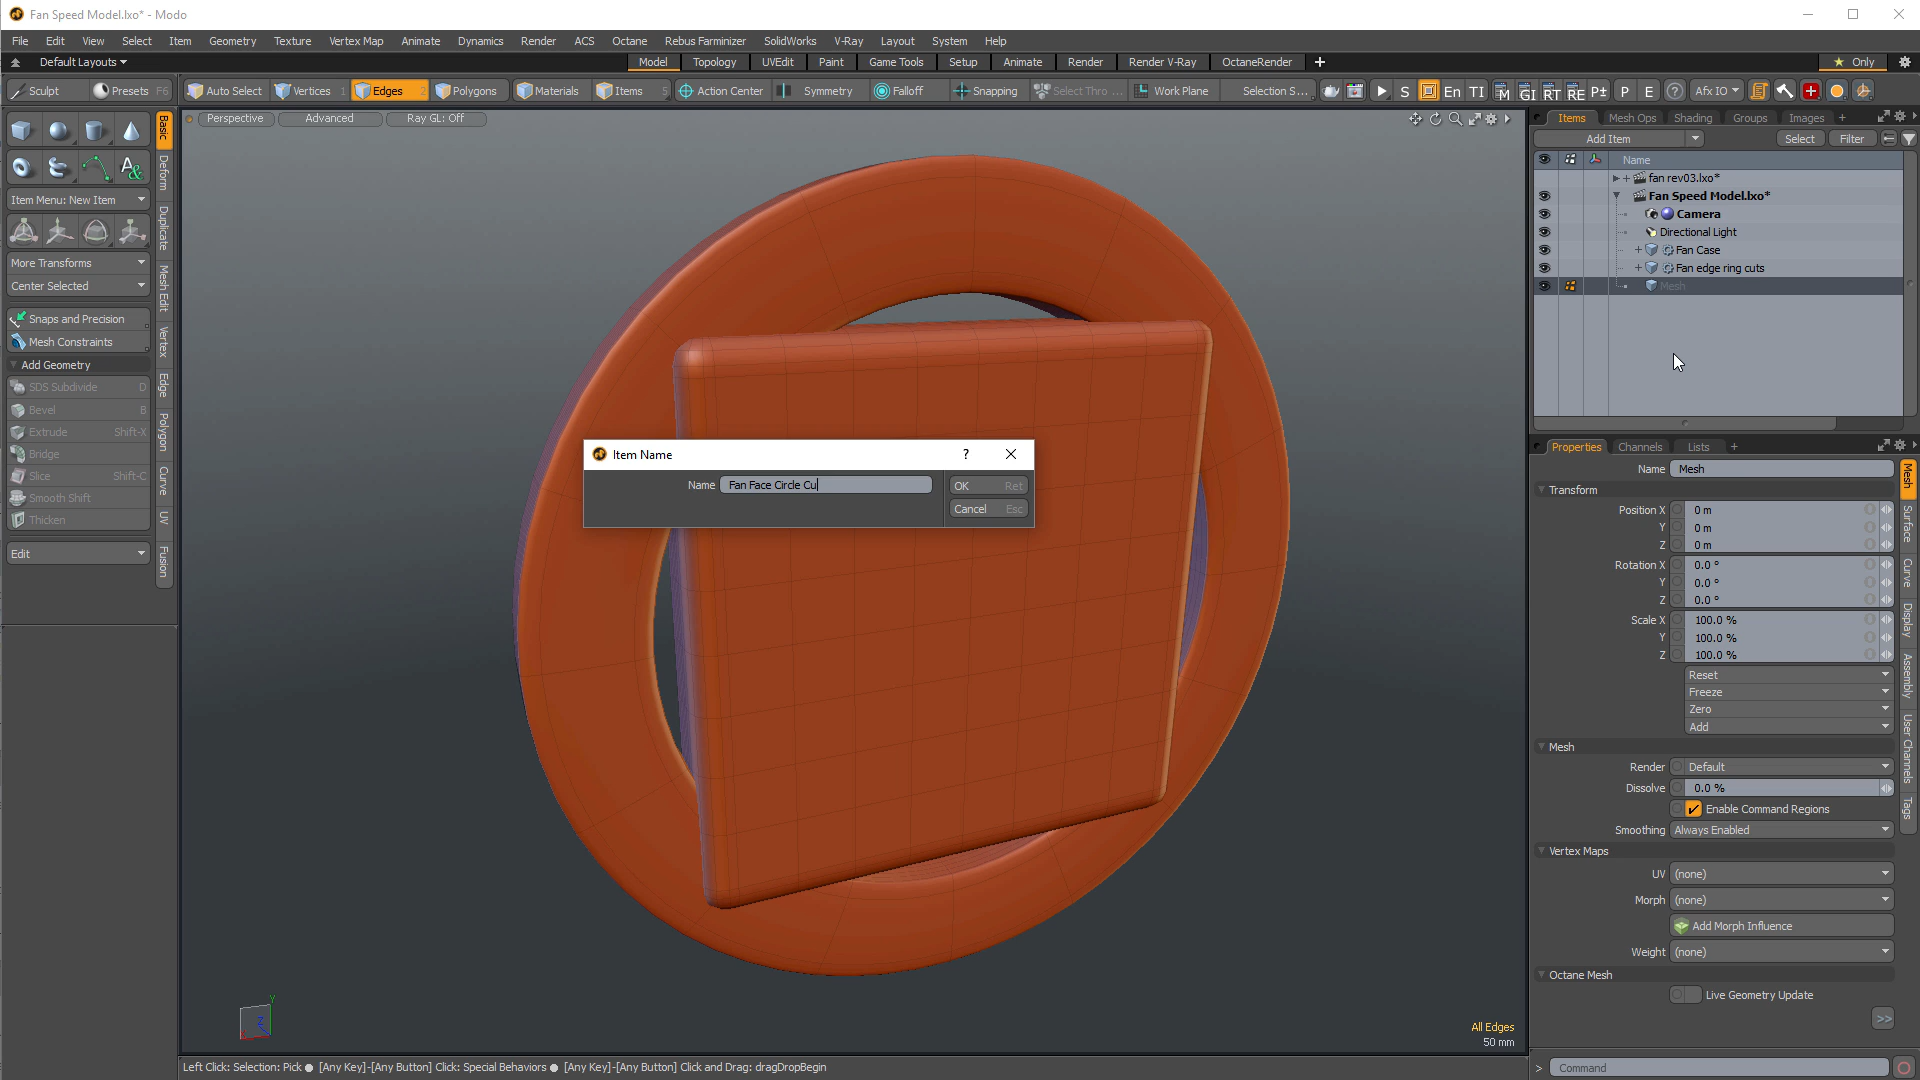 Fan Speed Model.lxo* - Modo
File Edit View Select Item Geometry Texture Vertex Map Animate Dynamics Render ACS Octane Rebus Farminizer SolidWorks V-Ray Layout System Help
Default Layouts Model Topology UVEdit Paint Game Tools Setup Animate Render Render V-Ray OctaneRender + Only
Sculpt Presets F6 Auto Select Vertices 1 Edges 2 Polygons Materials Items 5 Action Center Symmetry Falloff Snapping Select Thro ... Work Plane Selection S... S En TI M GI RT RE P± P E ? Afx IO
Perspective Advanced Ray GL: Off
Basic
Deform
Duplicate
Mesh Edit
Vertex
Edge
Polygon
Curve
UV
Fusion
Item Menu: New Item
More Transforms
Center Selected
Snaps and Precision
Mesh Constraints
Add Geometry
SDS Subdivide D
Bevel B
Extrude Shift-X
Bridge
Slice Shift-C
Smooth Shift
Thicken
Edit
Item Name ?
Name Fan Face Circle Cu
OK Ret
Cancel Esc
Y
Z
All Edges
50 mm
Left Click: Selection: Pick ● [Any Key]-[Any Button] Click: Special Behaviors ● [Any Key]-[Any Button] Click and Drag: dragDropBegin
Items Mesh Ops Shading Groups Images +
Add Item Select Filter
Name
fan rev03.lxo*
Fan Speed Model.lxo*
Camera
Directional Light
Fan Case
Fan edge ring cuts
Mesh
Properties Channels Lists +
Name Mesh
Transform
Position X 0 m
Y 0 m
Z 0 m
Rotation X 0.0 °
Y 0.0 °
Z 0.0 °
Scale X 100.0 %
Y 100.0 %
Z 100.0 %
Reset
Freeze
Zero
Add
Mesh
Render Default
Dissolve 0.0 %
Enable Command Regions
Smoothing Always Enabled
Vertex Maps
UV (none)
Morph (none)
Add Morph Influence
Weight (none)
Octane Mesh
Live Geometry Update
>>
Mesh
Surface
Curve
Display
Assembly
User Channels
Tags
> Command